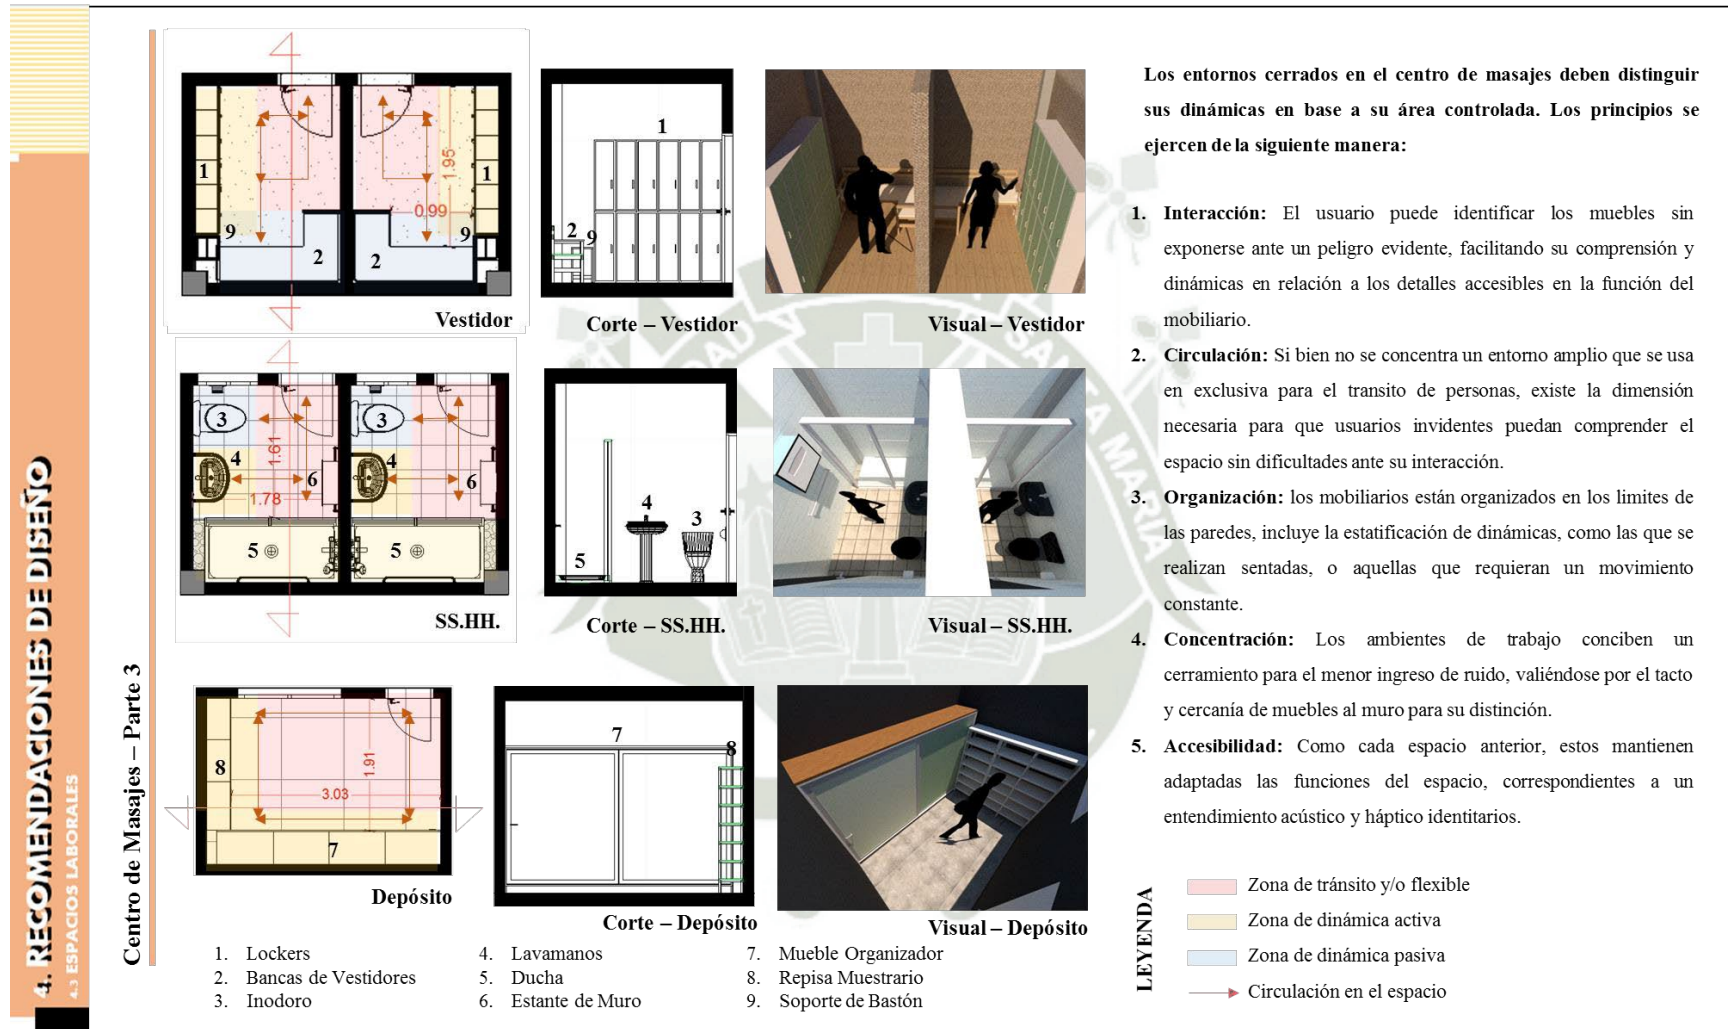 4. RECOMENDACIONES DE DISEÑO
4.3 ESPACIOS LABORALES
Centro de Masajes – Parte 3
1
1
1.95
0.99
9
9
2
2
Vestidor
1
2
9
Corte – Vestidor
Visual – Vestidor
3
3
4
4
1.61
6
6
1.78
5
5
SS.HH.
4
3
5
Corte – SS.HH.
Visual – SS.HH.
8
1.91
3.03
7
Depósito
7
8
Corte – Depósito
Visual – Depósito
1. Lockers
2. Bancas de Vestidores
3. Inodoro
4. Lavamanos
5. Ducha
6. Estante de Muro
7. Mueble Organizador
8. Repisa Muestrario
9. Soporte de Bastón
Los entornos cerrados en el centro de masajes deben distinguir
sus dinámicas en base a su área controlada. Los principios se
ejercen de la siguiente manera:
1. Interacción: El usuario puede identificar los muebles sin
exponerse ante un peligro evidente, facilitando su comprensión y
dinámicas en relación a los detalles accesibles en la función del
mobiliario.
2. Circulación: Si bien no se concentra un entorno amplio que se usa
en exclusiva para el transito de personas, existe la dimensión
necesaria para que usuarios invidentes puedan comprender el
espacio sin dificultades ante su interacción.
3. Organización: los mobiliarios están organizados en los limites de
las paredes, incluye la estatificación de dinámicas, como las que se
realizan sentadas, o aquellas que requieran un movimiento
constante.
4. Concentración: Los ambientes de trabajo conciben un
cerramiento para el menor ingreso de ruido, valiéndose por el tacto
y cercanía de muebles al muro para su distinción.
5. Accesibilidad: Como cada espacio anterior, estos mantienen
adaptadas las funciones del espacio, correspondientes a un
entendimiento acústico y háptico identitarios.
LEYENDA
Zona de tránsito y/o flexible
Zona de dinámica activa
Zona de dinámica pasiva
Circulación en el espacio
SANTA MARIA